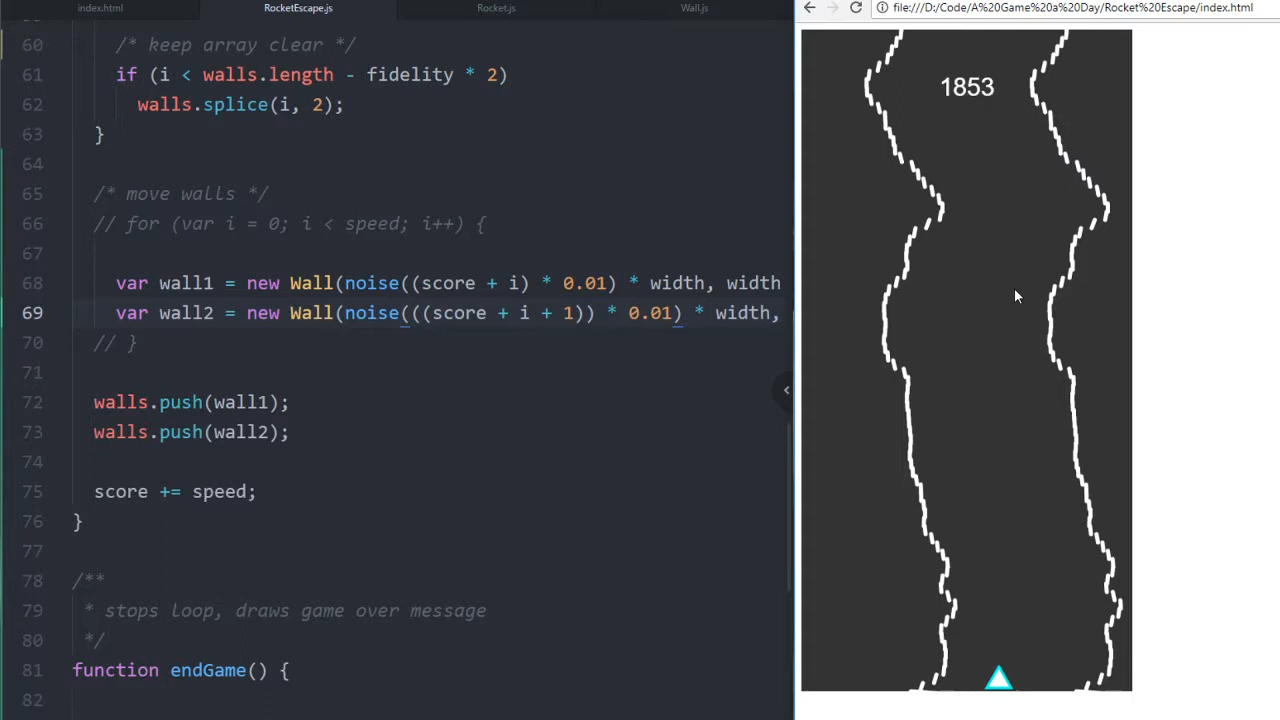 index.html
RocketEscape.js
Rocket.js
Wall.js
60 /* keep array clear */
61 if (i < walls.length - fidelity * 2)
62 walls.splice(i, 2);
63 }
64
65 /* move walls */
66 // for (var i = 0; i < speed; i++) {
67
68 var wall1 = new Wall(noise((score + i) * 0.01) * width, width
69 var wall2 = new Wall(noise(((score + i + 1)) * 0.01) * width,
70 // }
71
72 walls.push(wall1);
73 walls.push(wall2);
74
75 score += speed;
76 }
77
78 /**
79 * stops loop, draws game over message
80 */
81 function endGame() {
82
file:///D:/Code/A%20Game%20a%20Day/Rocket%20Escape/index.html
1853